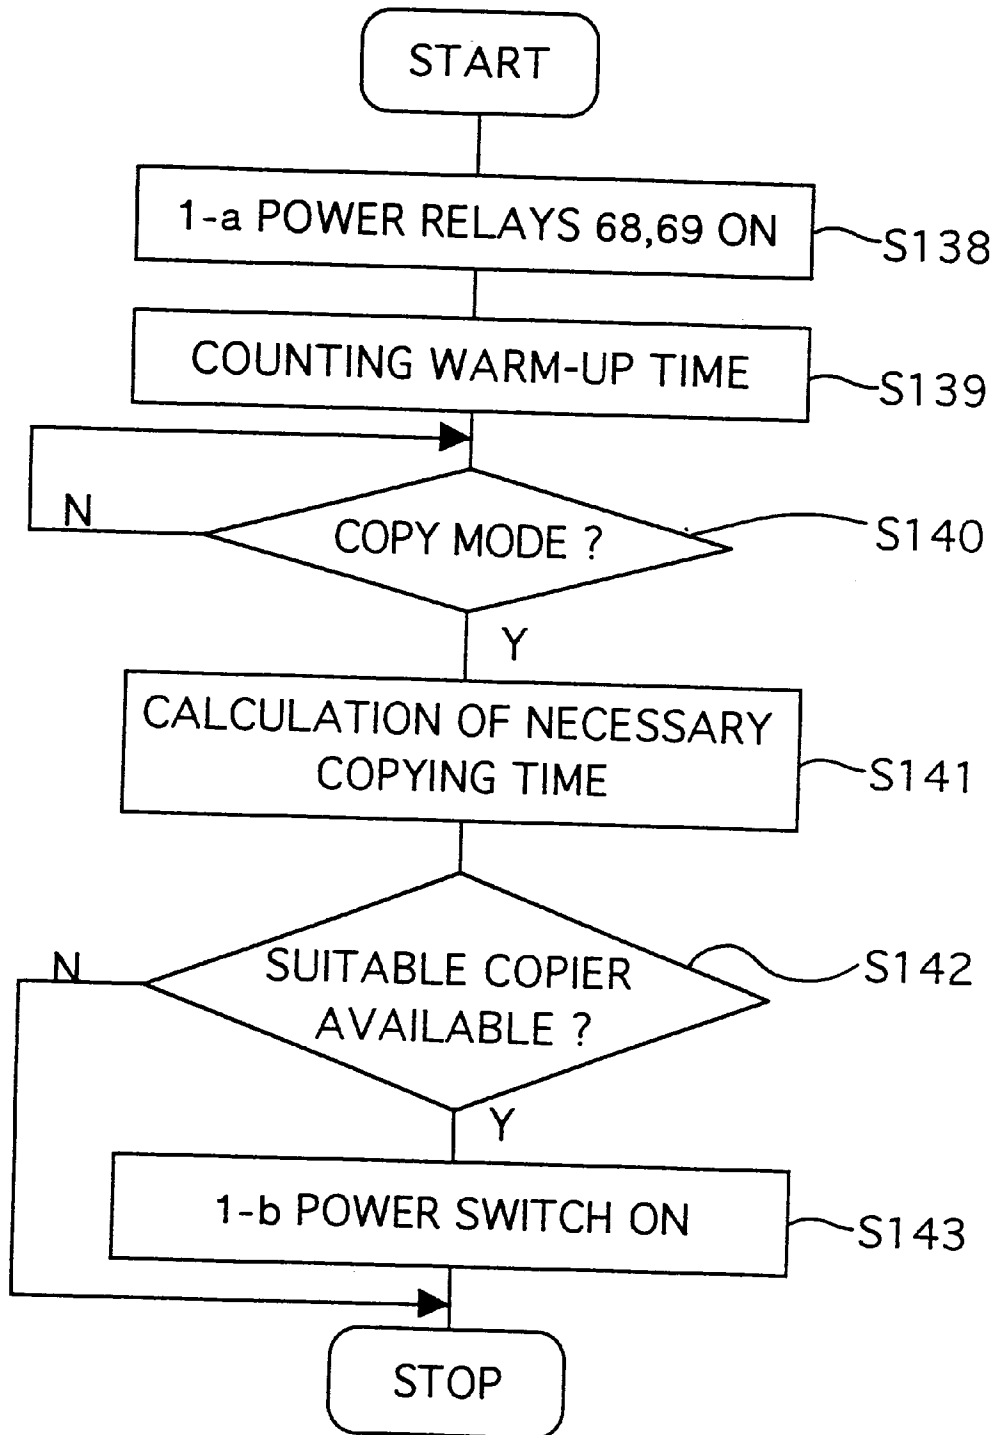 START
1-a POWER RELAYS 68,69 ON
S138
COUNTING WARM-UP TIME
S139
N
COPY MODE ?
S140
Y
CALCULATION OF NECESSARY
COPYING TIME
S141
N
SUITABLE COPIER
AVAILABLE ?
S142
Y
1-b POWER SWITCH ON
S143
STOP